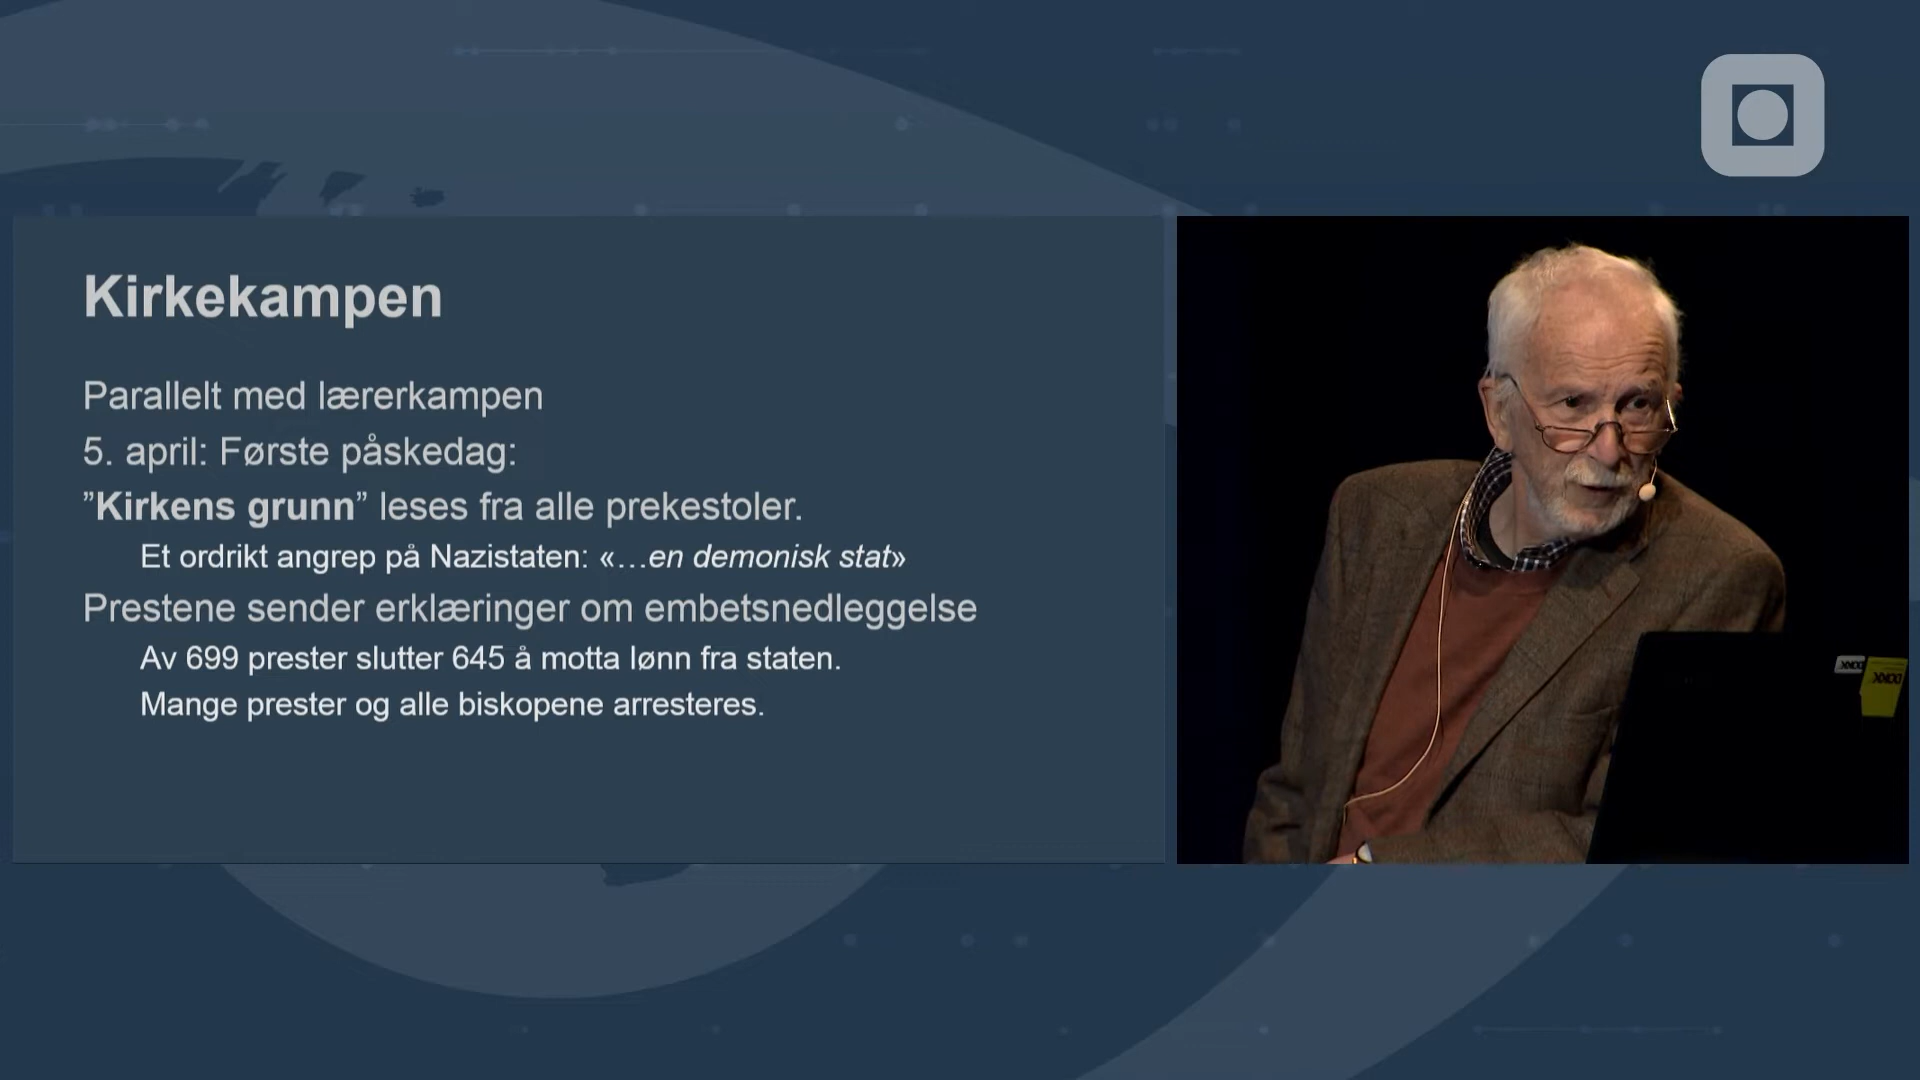 Kirkekampen
Parallelt med lærerkampen
5. april: Første påskedag:
”Kirkens grunn” leses fra alle prekestoler.
Et ordrikt angrep på Nazistaten: «…en demonisk stat»
Prestene sender erklæringer om embetsnedleggelse
Av 699 prester slutter 645 å motta lønn fra staten.
Mange prester og alle biskopene arresteres.